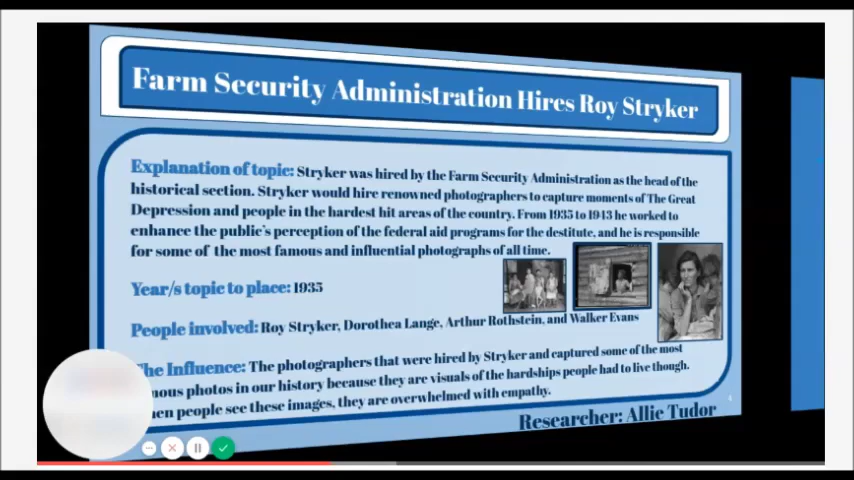 Farm Security Administration Hires Roy Stryker
Explanation of topic: Stryker was hired by the Farm Security Administration as the head of the
historical section. Stryker would hire renowned photographers to capture moments of The Great
Depression and people in the hardest hit areas of the country. From 1935 to 1943 he worked to
enhance the public's perception of the federal aid programs for the destitute, and he is responsible
for some of the most famous and influential photographs of all time.
Year/s topic to place: 1935
People involved: Roy Stryker, Dorothea Lange, Arthur Rothstein, and Walker Evans
The Influence: The photographers that were hired by Stryker and captured some of the most
photos in our history because they are visuals of the hardships people had to live though.
people see these images, they are overwhelmed with empathy.
4
Researcher: Allie Tudor